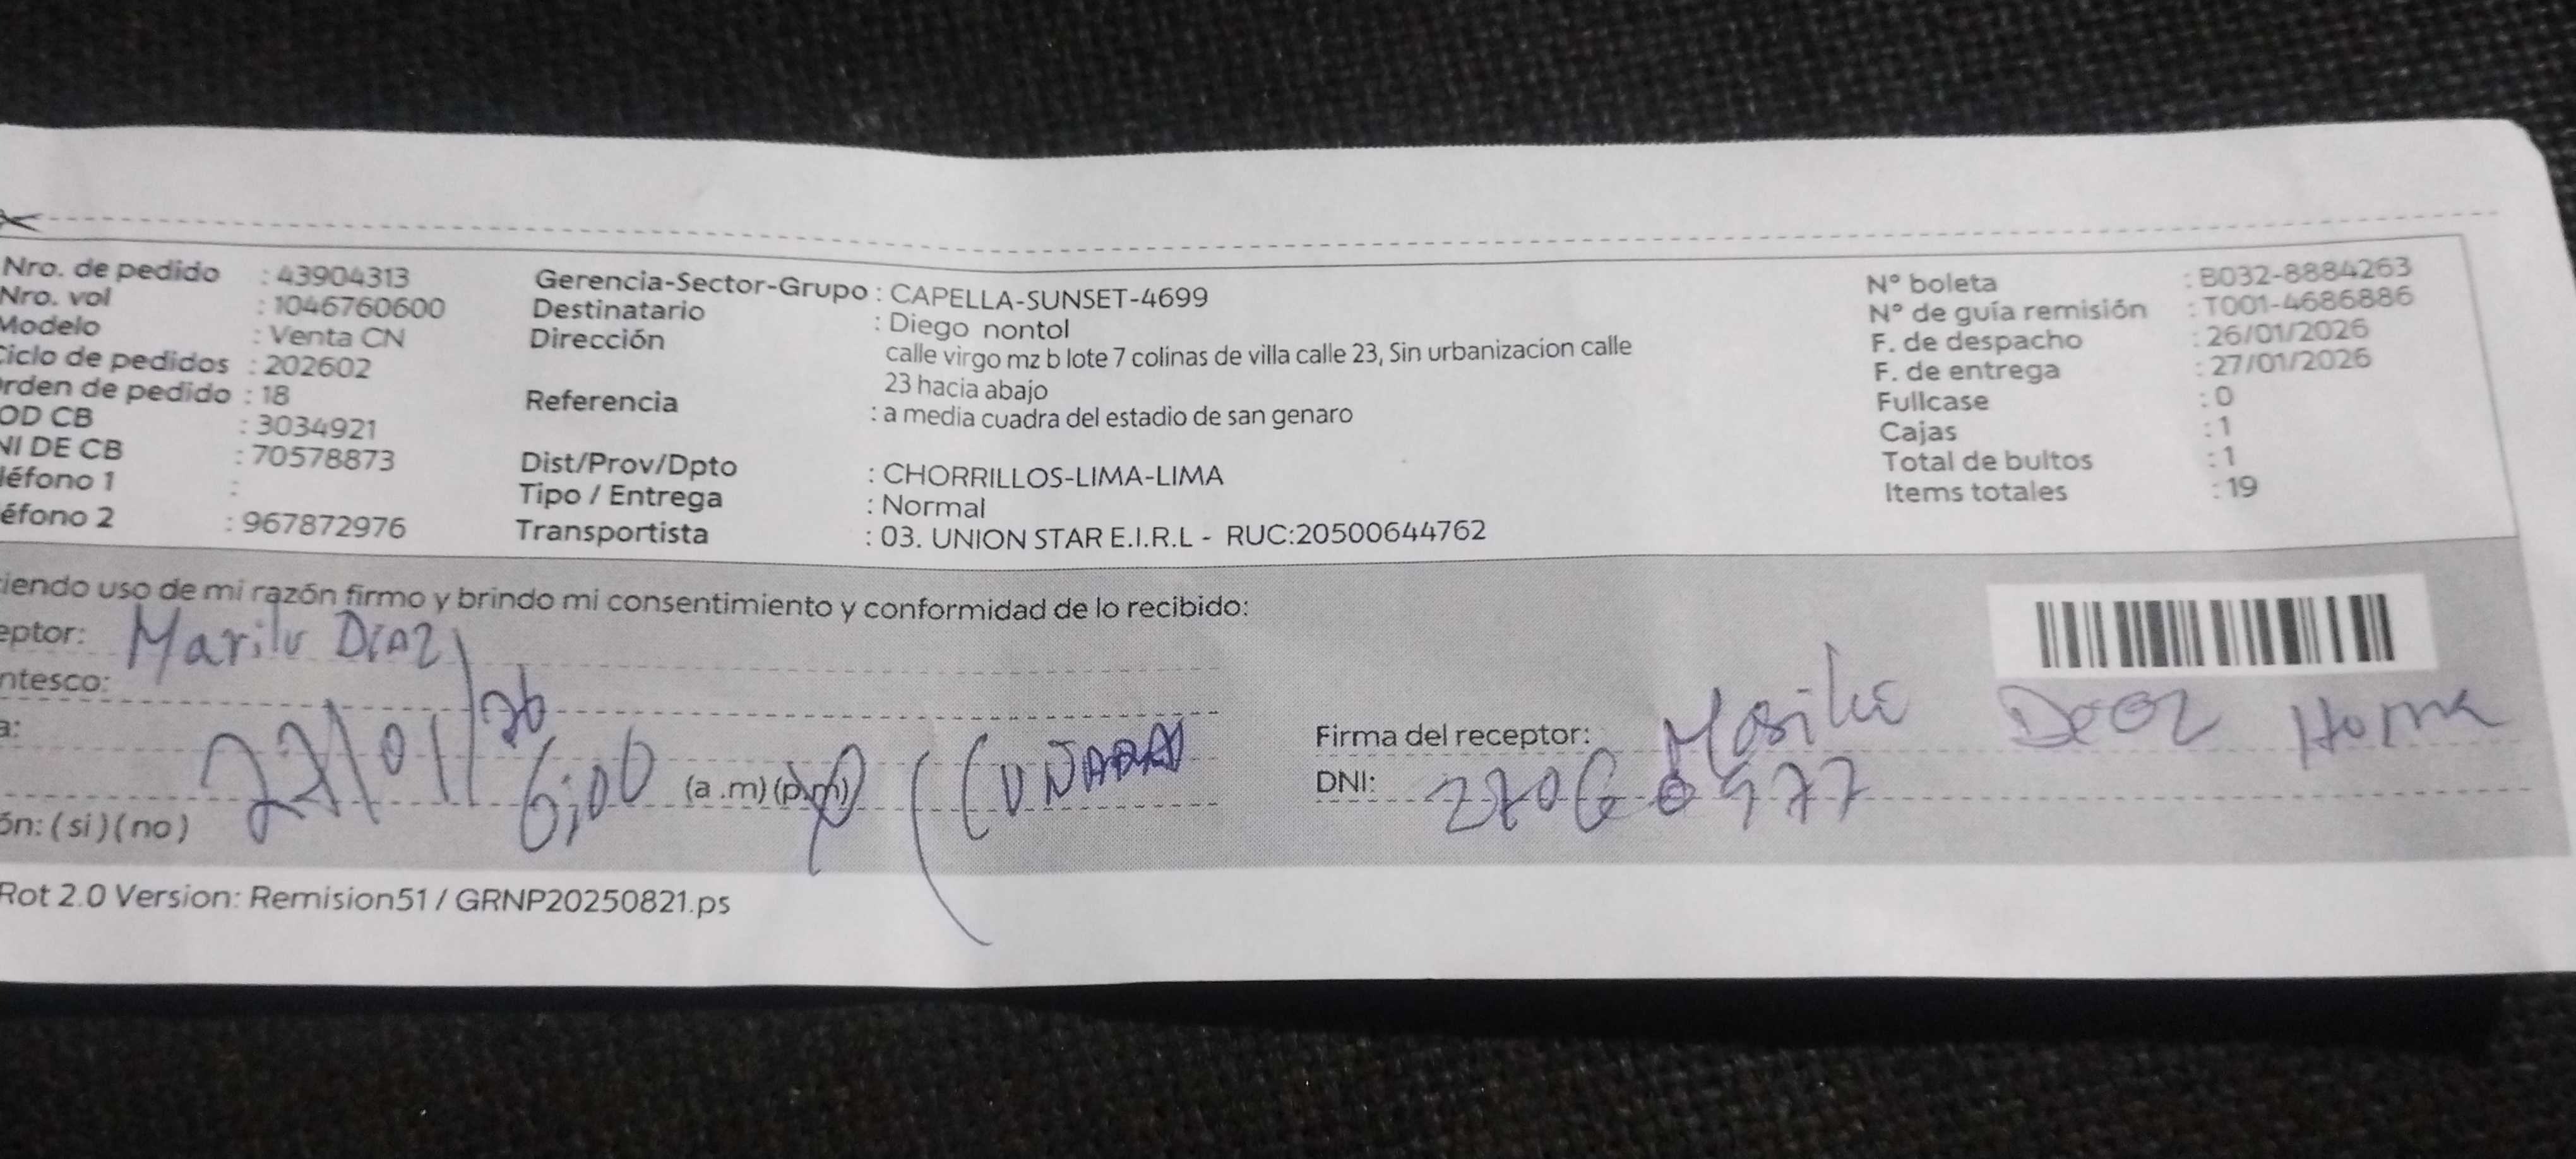 Nro. de pedido : 43904313
Nro. vol : 1046760600
Modelo : Venta CN
Ciclo de pedidos : 202602
rden de pedido : 18
OD CB : 3034921
NI DE CB : 70578873
léfono 1 :
éfono 2 : 967872976
Gerencia-Sector-Grupo : CAPELLA-SUNSET-4699
Destinatario : Diego nontol
Dirección calle virgo mz b lote 7 colinas de villa calle 23, Sin urbanizacion calle
23 hacia abajo
Referencia : a media cuadra del estadio de san genaro
Dist/Prov/Dpto : CHORRILLOS-LIMA-LIMA
Tipo / Entrega : Normal
Transportista : 03. UNION STAR E.I.R.L - RUC:20500644762
N° boleta : B032-8884263
N° de guía remisión : T001-4686886
F. de despacho : 26/01/2026
F. de entrega : 27/01/2026
Fullcase : 0
Cajas : 1
Total de bultos : 1
Items totales : 19
iendo uso de mi razón firmo y brindo mi consentimiento y conformidad de lo recibido:
eptor: Marilu Diaz
ntesco:
a: 27/01/26
6:00 (a .m) (p.m) (CUÑADA
ón: ( si ) ( no )
Firma del receptor: Marilu Diaz
DNI:
Rot 2.0 Version: Remision51 / GRNP20250821.ps